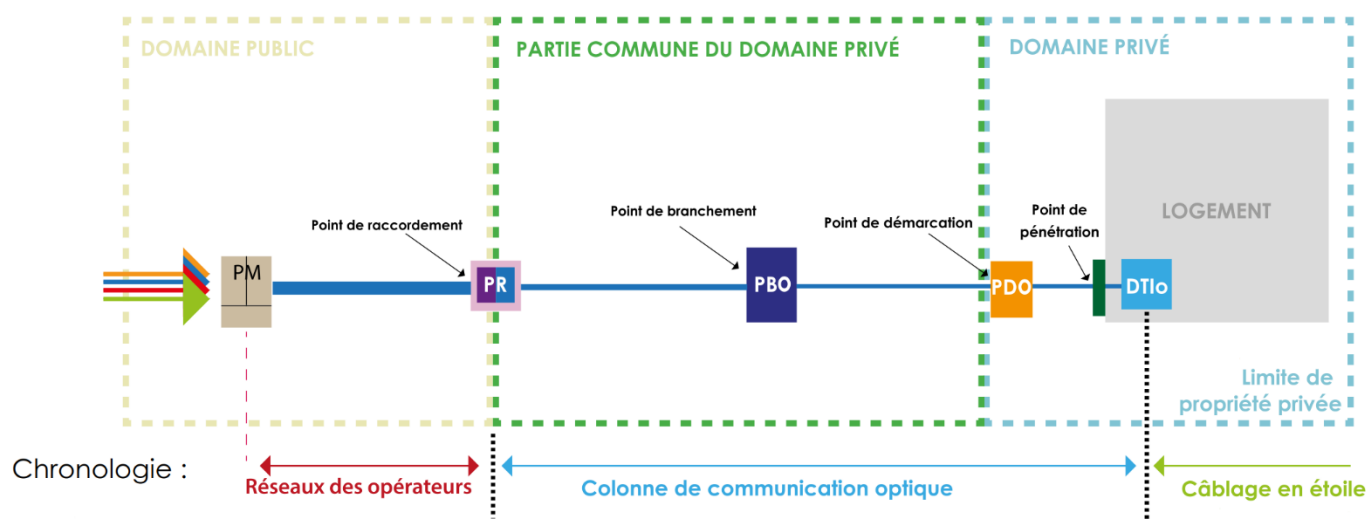 DOMAINE PUBLIC
PARTIE COMMUNE DU DOMAINE PRIVÉ
DOMAINE PRIVÉ
Point de raccordement
Point de branchement
Point de démarcation
Point de
pénétration
LOGEMENT
PM
PR
PBO
PDO
DTIo
Limite de
propriété privée
Chronologie :
Réseaux des opérateurs
Colonne de communication optique
Câblage en étoile